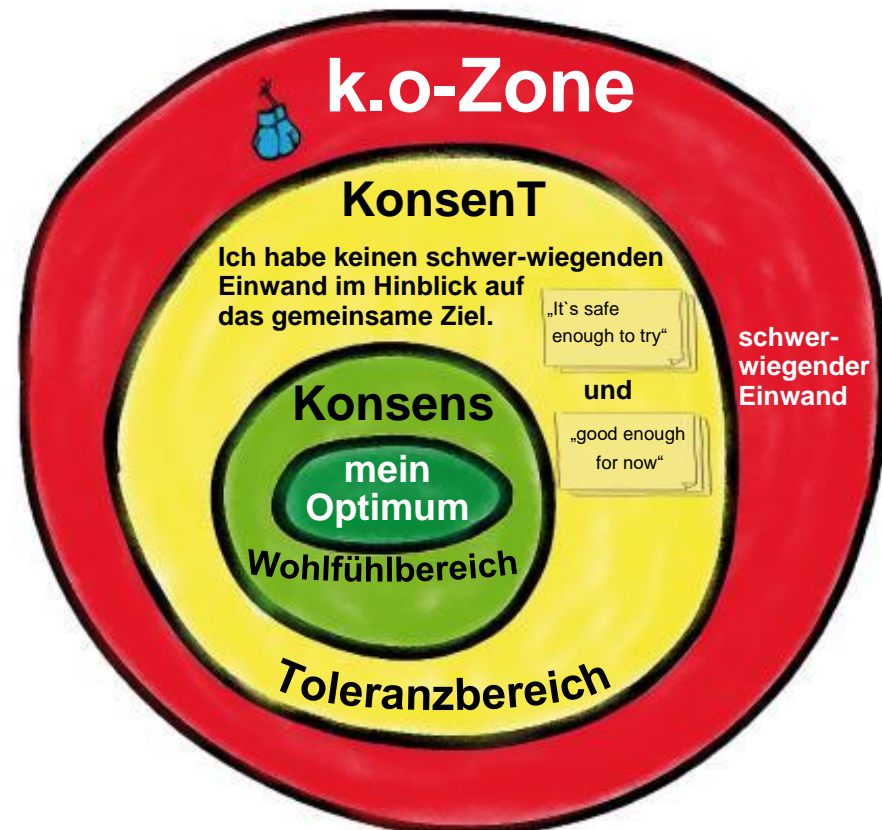 k.o-Zone
KonsenT
Ich habe keinen schwer-wiegenden
Einwand im Hinblick auf
das gemeinsame Ziel.
„It`s safe
enough to try“
und
„good enough
for now“
schwer-
wiegender
Einwand
Konsens
mein
Optimum
Wohlfühlbereich
Toleranzbereich